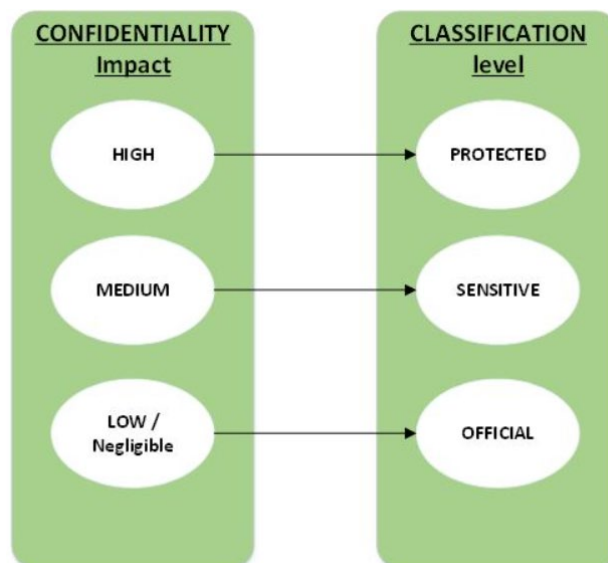 CONFIDENTIALITY
Impact
HIGH
MEDIUM
LOW /
Negligible
CLASSIFICATION
level
PROTECTED
SENSITIVE
OFFICIAL